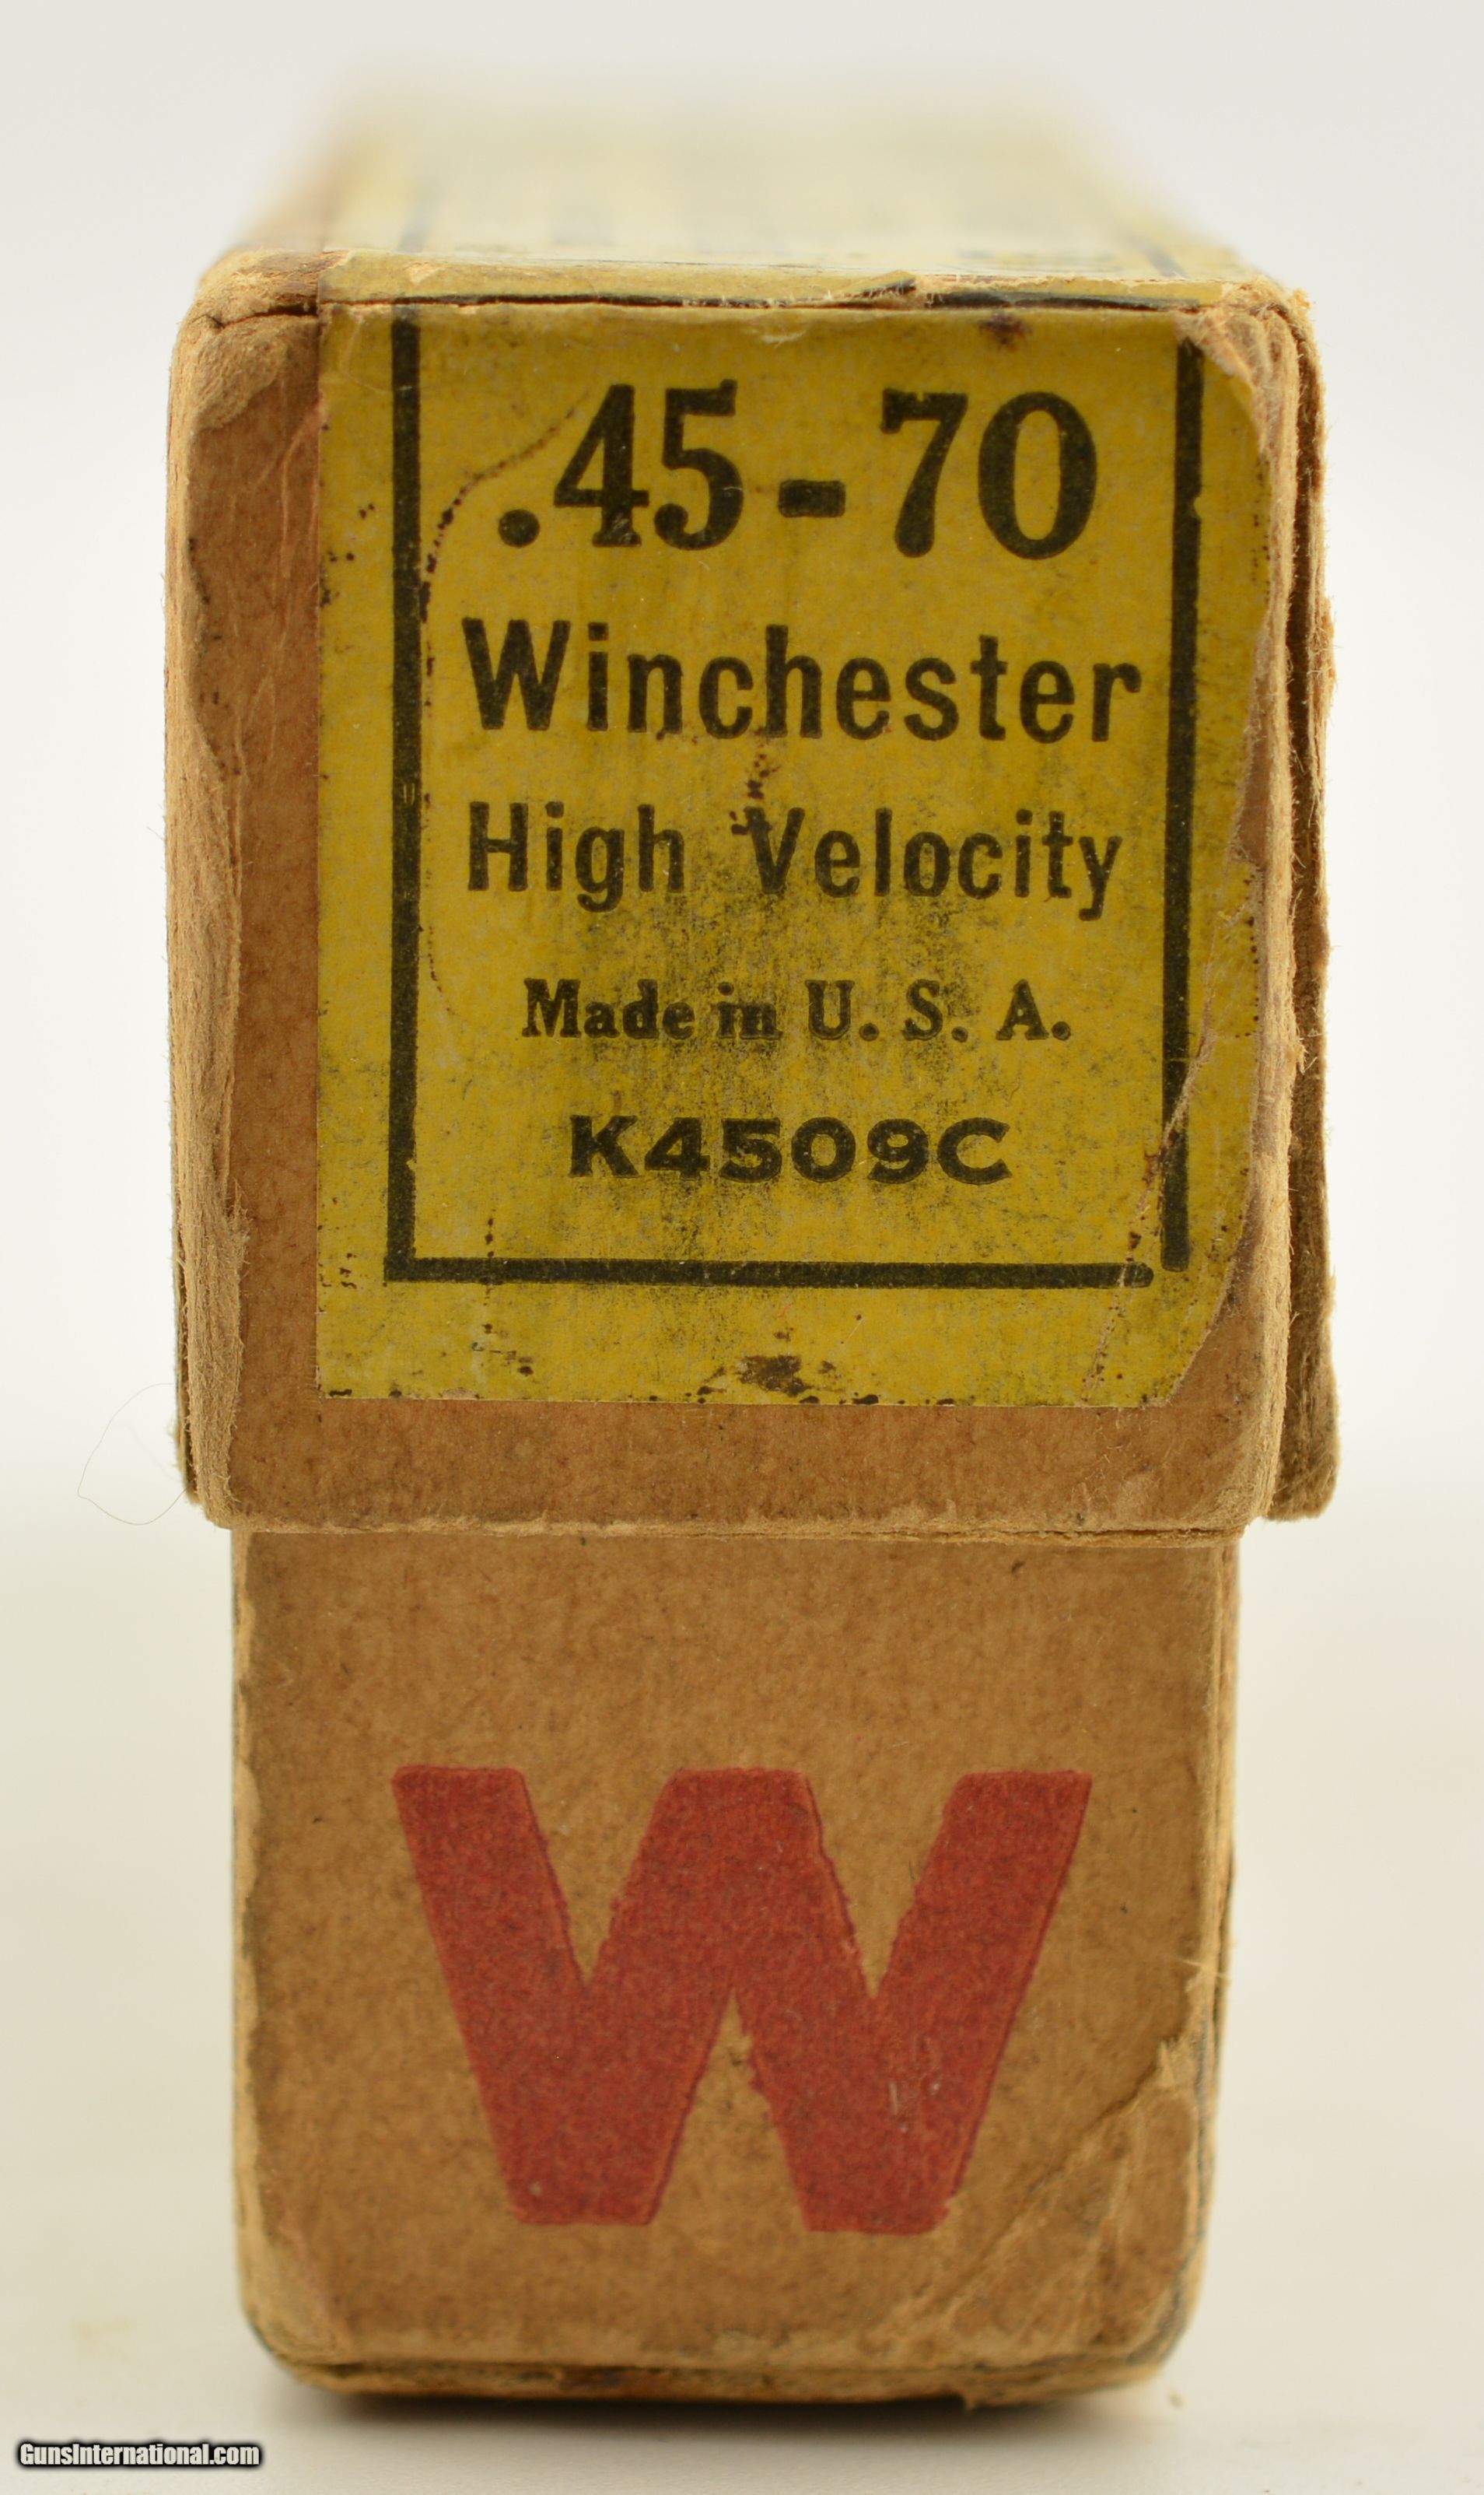 .45-70
Winchester
High Velocity
Made in U. S. A.
K4509C
W
GunsInternational.com